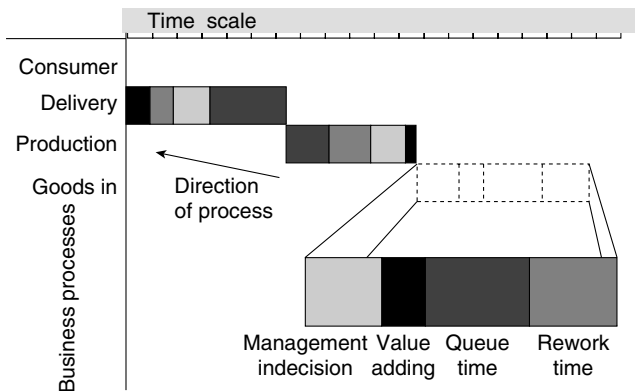 Time scale
Consumer
Delivery
Production
Goods in
Direction
of process
Business processes
Management
indecision
Value
adding
Queue
time
Rework
time